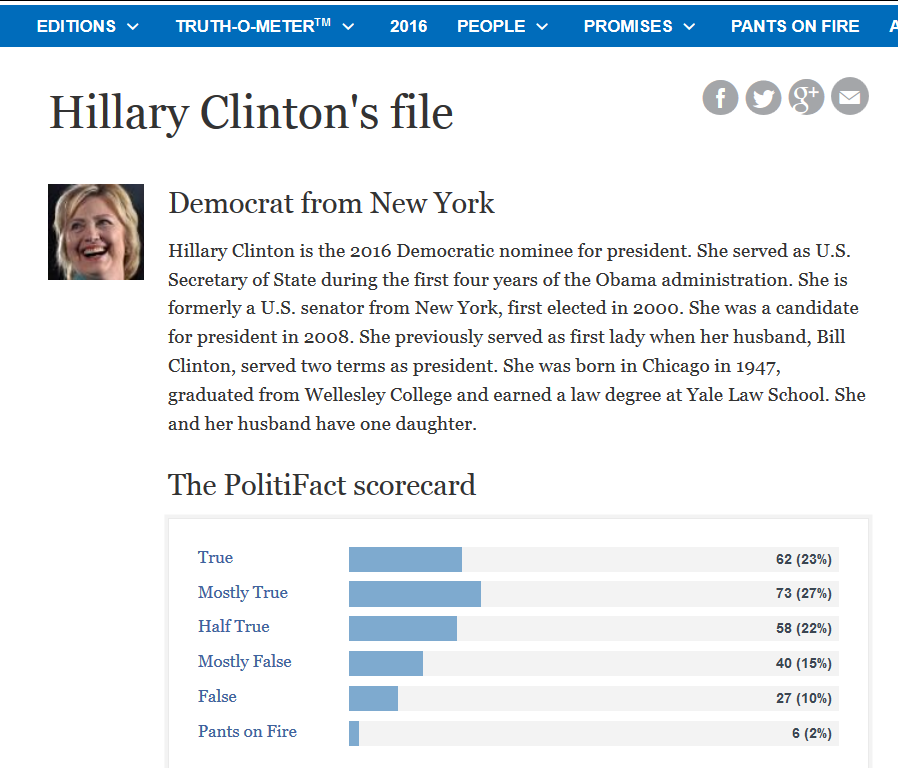 EDITIONS TRUTH-O-METER™ 2016 PEOPLE PROMISES PANTS ON FIRE
Hillary Clinton's file
Democrat from New York
Hillary Clinton is the 2016 Democratic nominee for president. She served as U.S.
Secretary of State during the first four years of the Obama administration. She is
formerly a U.S. senator from New York, first elected in 2000. She was a candidate
for president in 2008. She previously served as first lady when her husband, Bill
Clinton, served two terms as president. She was born in Chicago in 1947,
graduated from Wellesley College and earned a law degree at Yale Law School. She
and her husband have one daughter.
The PolitiFact scorecard
True 62 (23%)
Mostly True 73 (27%)
Half True 58 (22%)
Mostly False 40 (15%)
False 27 (10%)
Pants on Fire 6 (2%)